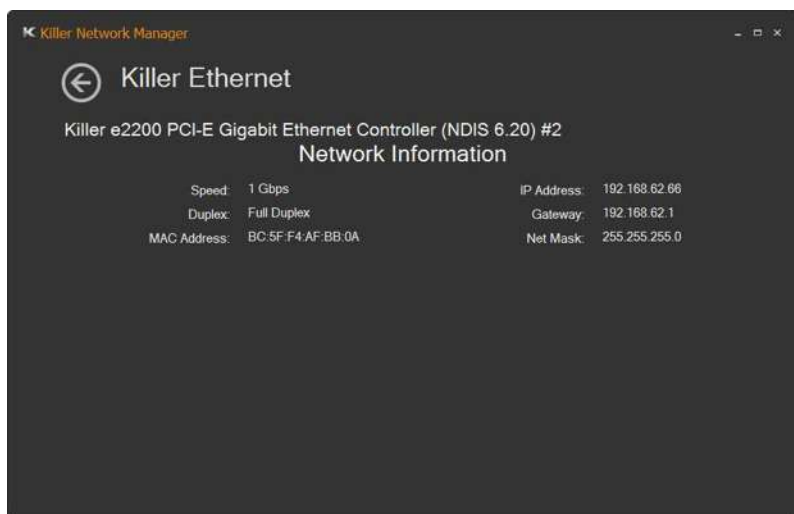 Killer Network Manager
Killer Ethernet
Killer e2200 PCI-E Gigabit Ethernet Controller (NDIS 6.20) #2
Network Information
Speed: 1 Gbps IP Address: 192.168.62.66
Duplex: Full Duplex Gateway: 192.168.62.1
MAC Address: BC:5F:F4:AF:BB:0A Net Mask: 255.255.255.0